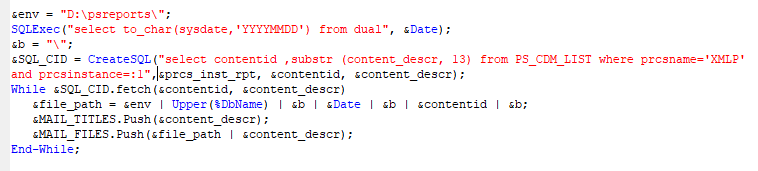 &env = "D:\psreports\";
SQLExec("select to_char(sysdate,'YYYYMMDD') from dual", &Date);
&b = "\";
&SQL_CID = CreateSQL("select contentid ,substr (content_descr, 13) from PS_CDM_LIST where prcsname='XMLP'
and prcsinstance=:1",&prcs_inst_rpt, &contentid, &content_descr);
While &SQL_CID.fetch(&contentid, &content_descr)
   &file_path = &env | Upper(%DbName) | &b | &Date | &b | &contentid | &b;
   &MAIL_TITLES.Push(&content_descr);
   &MAIL_FILES.Push(&file_path | &content_descr);
End-While;